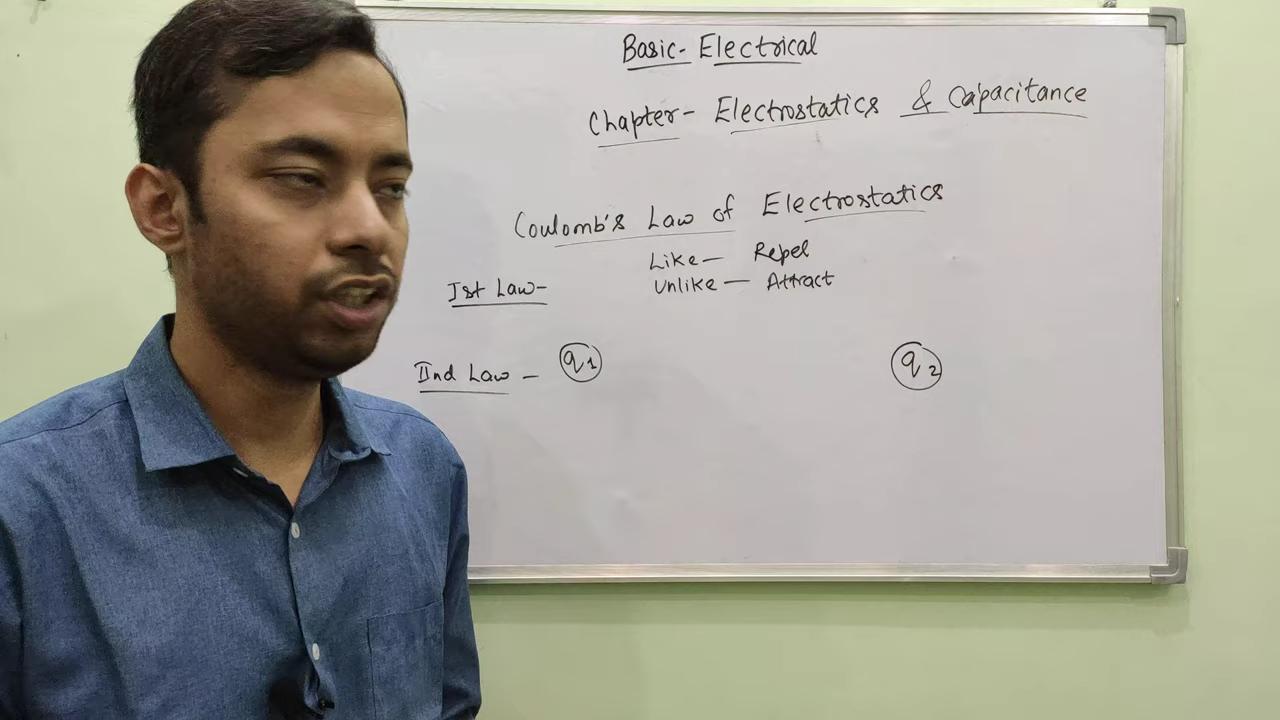 Basic- Electrical
Chapter- Electrostatics & Capacitance
Coulomb's Law of Electrostatics
Like— Repel
Unlike — Attract
Ist Law-
IInd Law - q1 q2